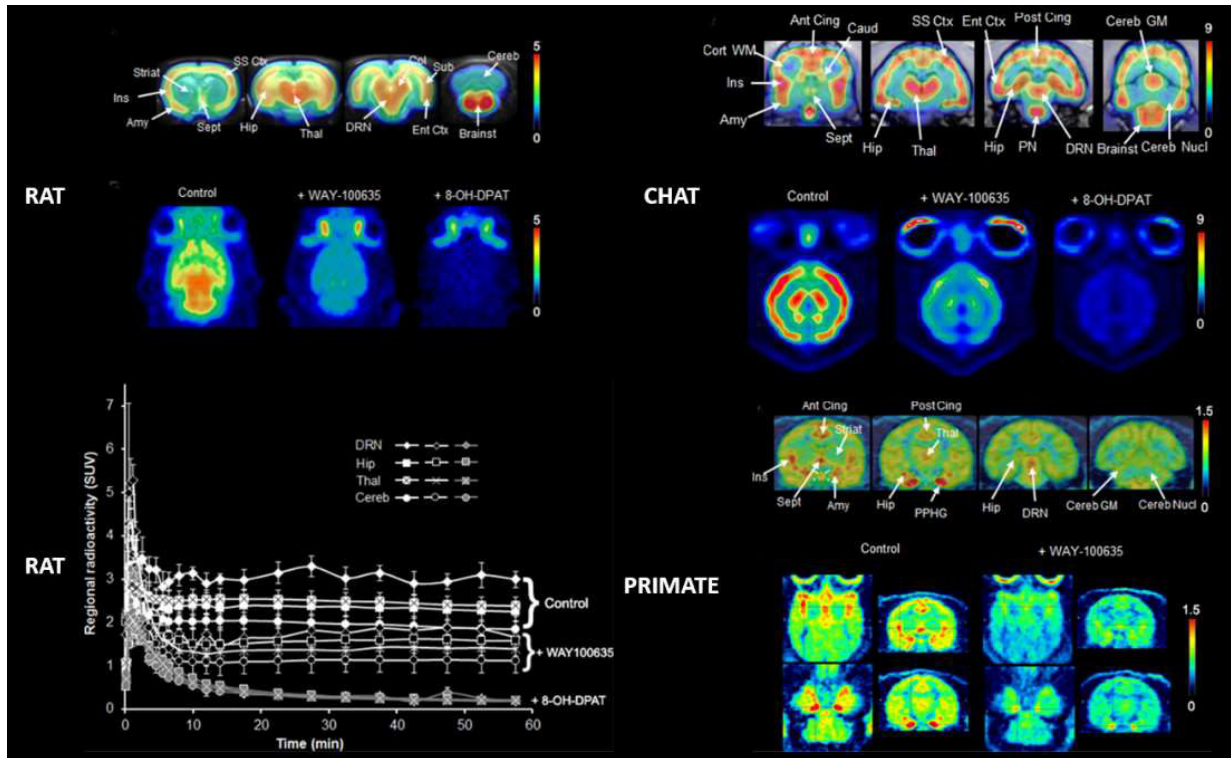 Striat
SS Ctx
Col
Sub
Cereb
Ins
Amy
Sept
Hip
Thal
DRN
Ent Ctx
Brainst
5
0
RAT
Control
+ WAY-100635
+ 8-OH-DPAT
5
0
Ant Cing
Caud
SS Ctx
Ent Ctx
Post Cing
Cereb GM
Cort WM
Ins
Amy
Sept
Hip
Thal
Hip
PN
DRN
Brainst
Cereb Nucl
9
0
CHAT
Control
+ WAY-100635
+ 8-OH-DPAT
9
0
RAT
Regional radioactivity (SUV)
7
6
5
4
3
2
1
0
DRN
Hip
Thal
Cereb
Control
+ WAY100635
+ 8-OH-DPAT
0 10 20 30 40 50 60
Time (min)
Ant Cing
Post Cing
Striat
Thal
Ins
Sept
Amy
Hip
PPHG
Hip
DRN
Cereb GM
Cereb Nucl
1.5
0
PRIMATE
Control
+ WAY-100635
1.5
0